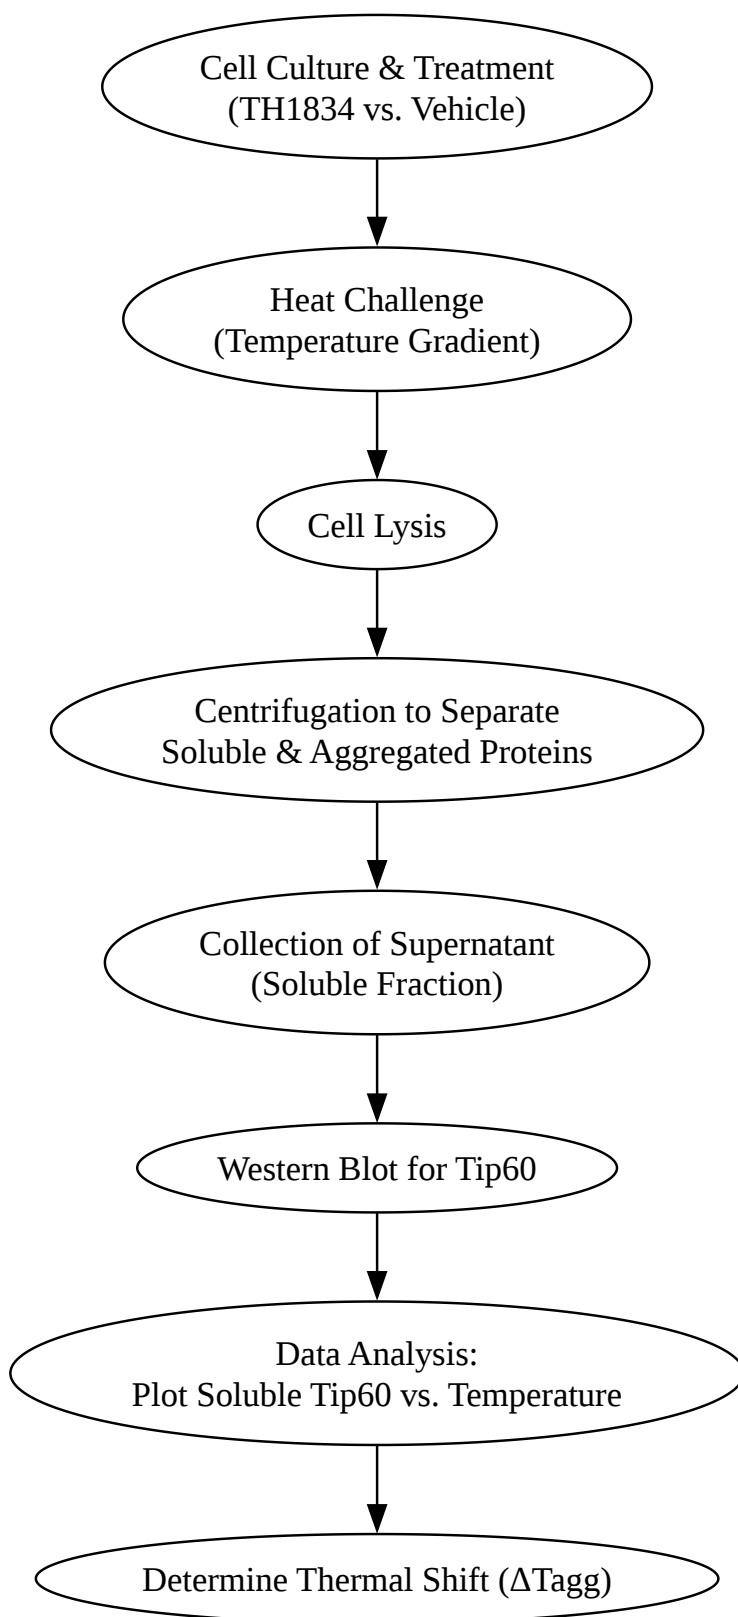 Cell Culture & Treatment
(TH1834 vs. Vehicle)
Heat Challenge
(Temperature Gradient)
Cell Lysis
Centrifugation to Separate
Soluble & Aggregated Proteins
Collection of Supernatant
(Soluble Fraction)
Western Blot for Tip60
Data Analysis:
Plot Soluble Tip60 vs. Temperature
Determine Thermal Shift (ΔTagg)